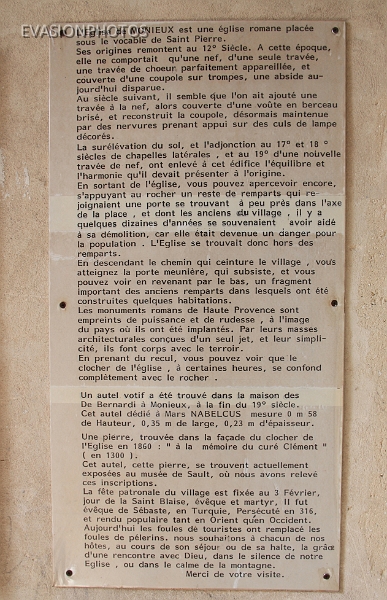 EVASIONPHOTOS
L'église de MONIEUX est une église romane placée
sous le vocable de Saint Pierre.
Ses origines remontent au 12° Siècle. A cette époque,
elle ne comportait qu'une nef, d'une seule travée,
une travée de choeur parfaitement appareillée, et
couverte d'une coupole sur trompes, une abside au-
jourd'hui disparue.
Au siècle suivant, il semble que l'on ait ajouté une
travée à la nef, alors couverte d'une voûte en berceau
brisé, et reconstruit la coupole, désormais maintenue
par des nervures prenant appui sur des culs de lampe
décorés.
La surélévation du sol, et l'adjonction au 17° et 18 °
siècles de chapelles latérales , et au 19° d'une nouvelle
travée de nef, ont enlevé à cet édifice l'équilibre et
l'harmonie qu'il devait présenter à l'origine.
En sortant de l'église, vous pouvez apercevoir encore,
s'appuyant au rocher un reste de remparts qui re-
joignaient une porte se trouvant à peu près dans l'axe
de la place , et dont les anciens du village , il y a
quelques dizaines d'années se souvenaient avoir aidé
à sa démolition, car elle était devenue un danger pour
la population . L'Eglise se trouvait donc hors des
remparts.
En descendant le chemin qui ceinture le village , vous
atteignez la porte meunière, qui subsiste, et vous
pouvez voir en revenant par le bas, un fragment
important des anciens remparts dans lesquels ont été
construites quelques habitations.
Les monuments romans de Haute Provence sont
empreints de puissance et de rudesse , à l'image
du pays où ils ont été implantés. Par leurs masses
architecturales conçues d'un seul jet, et leur simpli-
cité, ils font corps avec le terroir.
En prenant du recul, vous pouvez voir que le
clocher de l'église , à certaines heures, se confond
complètement avec le rocher .
Un autel votif a été trouvé dans la maison des
De Bernardi à Monieux, à la fin du 19° siècle.
Cet autel dédié à Mars NABELCUS mesure 0 m 58
de Hauteur, 0,35 m de large, 0,23 m d'épaisseur.
Une pierre, trouvée dans la façade du clocher de
l'Eglise en 1860 : " à la mémoire du curé Clément "
( en 1300 ).
Cet autel, cette pierre, se trouvent actuellement
exposées au musée de Sault, où nous avons relevé
ces inscriptions.
La fête patronale du village est fixée au 3 Février,
jour de la Saint Blaise, évêque et martyr, Il fut
évêque de Sébaste, en Turquie, Persécuté en 316,
et rendu populaire tant en Orient qu'en Occident.
Aujourd'hui les foules de touristes ont remplacé les
foules de pélerins. nous souhaitons à chacun de nos
hôtes, au cours de son séjour ou de sa halte, la grâce
d'une rencontre avec Dieu, dans le silence de notre
Eglise , ou dans le calme de la montagne.
Merci de votre visite.
EVASIONPHOTOS